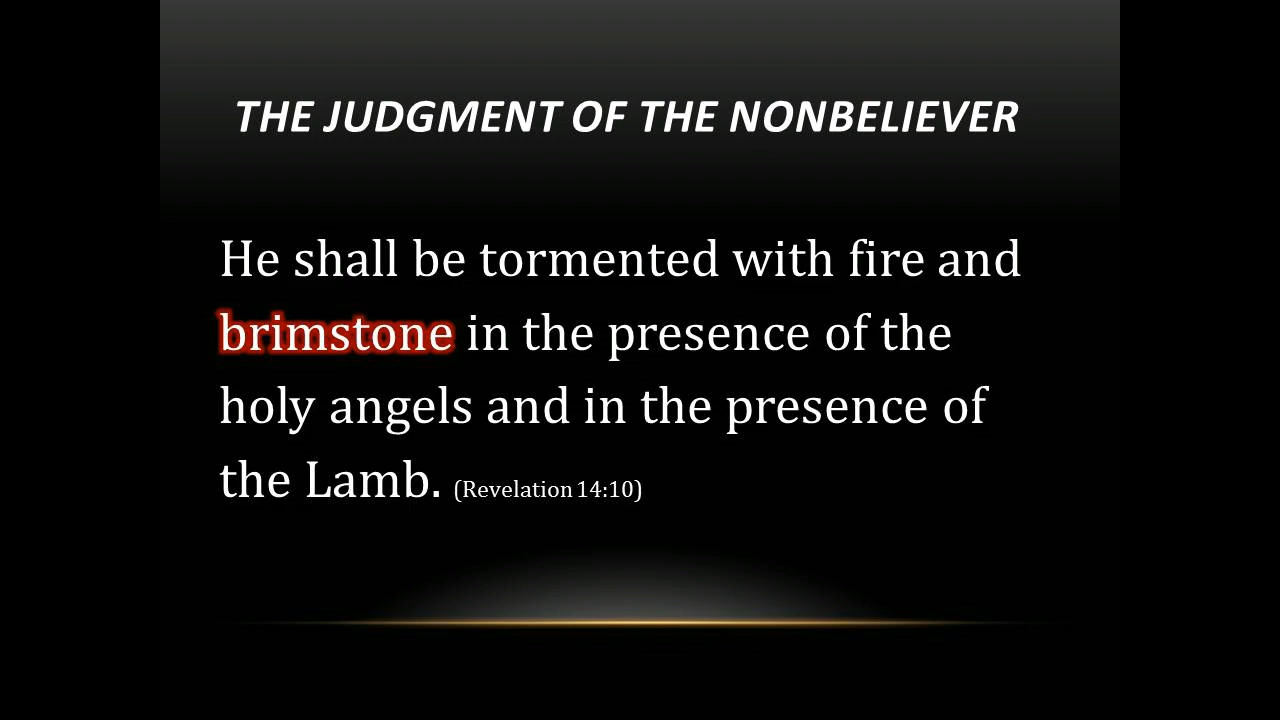 THE JUDGMENT OF THE NONBELIEVER
He shall be tormented with fire and
brimstone in the presence of the
holy angels and in the presence of
the Lamb. (Revelation 14:10)